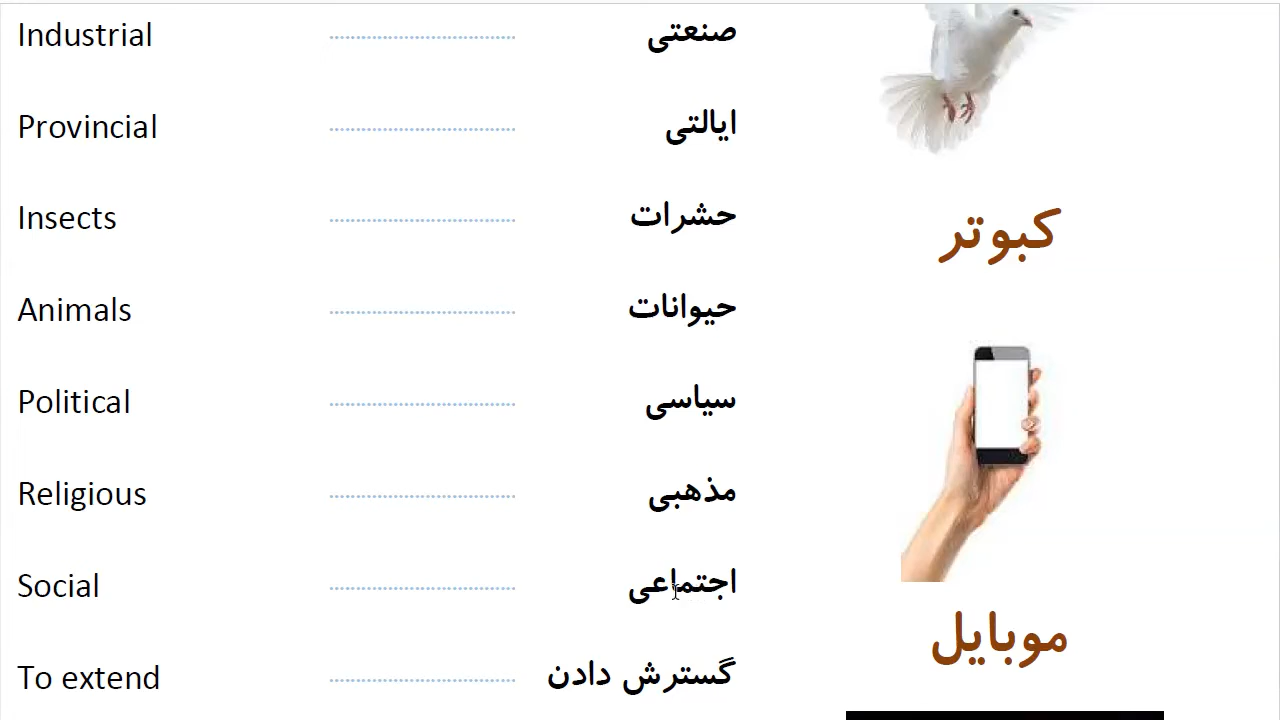 Industrial ........................................ صنعتی
Provincial ........................................ ایالتی
Insects ........................................ حشرات
Animals ........................................ حیوانات
Political ........................................ سیاسی
Religious ........................................ مذهبی
Social ........................................ اجتماعی
To extend ........................................ گسترش دادن
کبوتر
موبایل